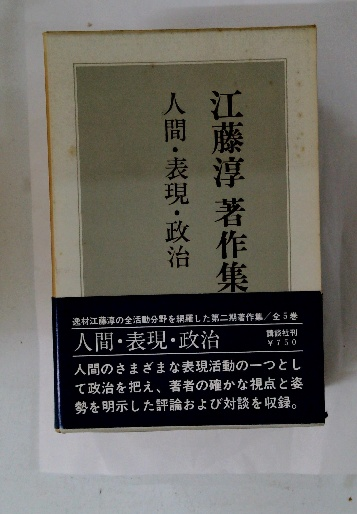 江藤淳著作集
人間・表現・政治
逸材江藤淳の全活動分野を網羅した第二期著作集/全5巻
人間・表現・政治
講談社刊
¥750
人間のさまざまな表現活動の一つとし
て政治を把え、著者の確かな視点と姿
勢を明示した評論および対談を収録。